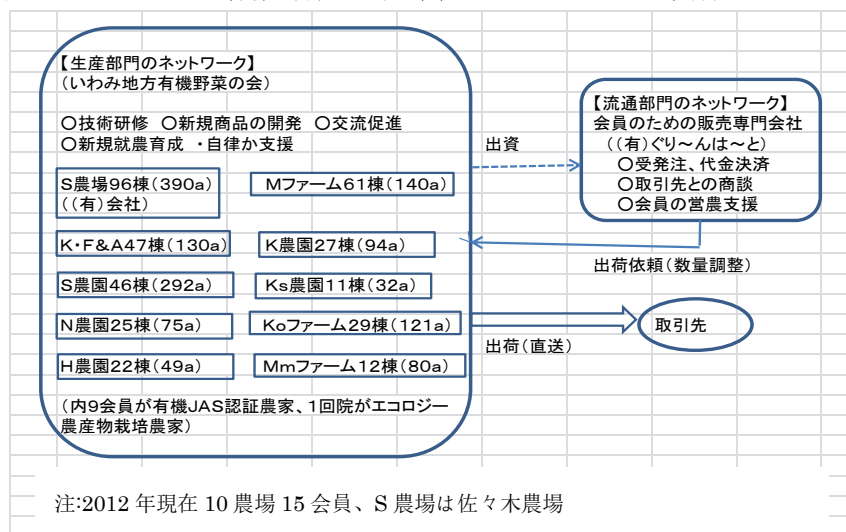 【生産部門のネットワーク】
(いわみ地方有機野菜の会)
○技術研修 ○新規商品の開発 ○交流促進
○新規就農育成 ・自律か支援
S農場96棟(390a)
((有)会社)
Mファーム61棟(140a)
K・F&A47棟(130a)
K農園27棟(94a)
S農園46棟(292a)
Ks農園11棟(32a)
N農園25棟(75a)
Koファーム29棟(121a)
H農園22棟(49a)
Mmファーム12棟(80a)
(内9会員が有機JAS認証農家、1回院がエコロジー
農産物栽培農家)
出資
【流通部門のネットワーク】
会員のための販売専門会社
((有)ぐり~んは~と)
○受発注、代金決済
○取引先との商談
○会員の営農支援
出荷依頼(数量調整)
出荷(直送)
取引先
注:2012 年現在 10 農場 15 会員、S 農場は佐々木農場